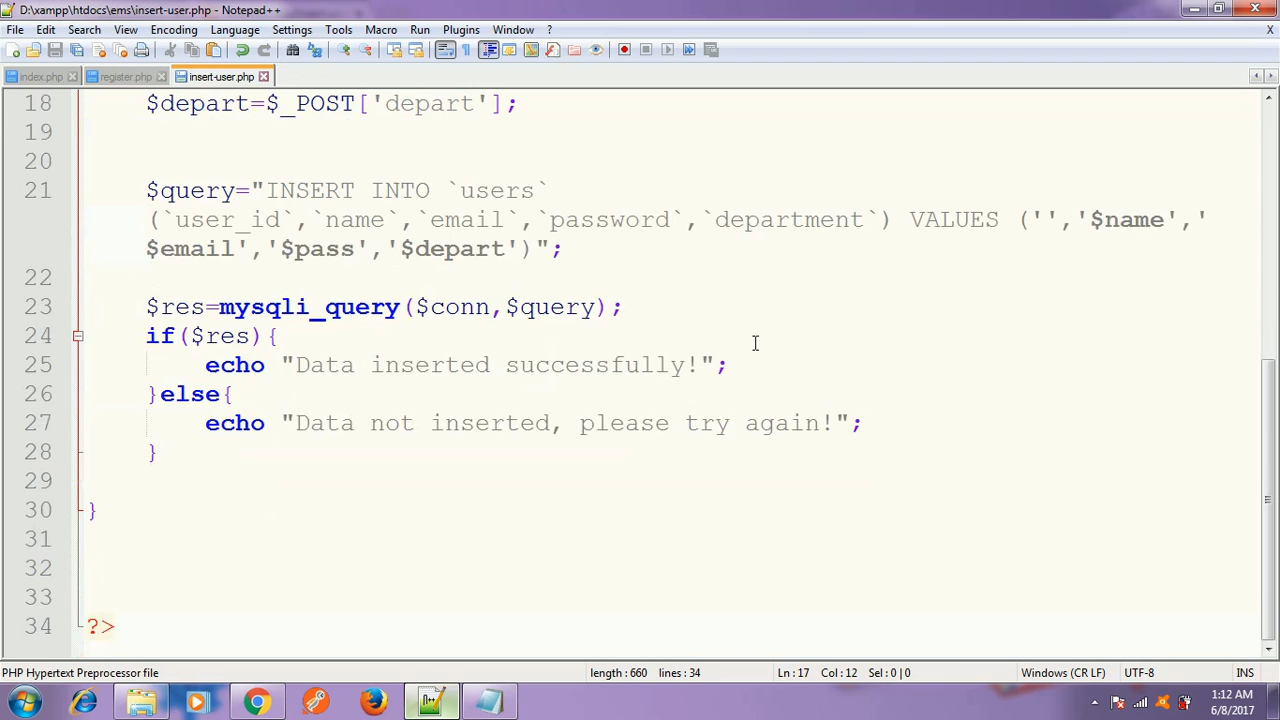 D:\xampp\htdocs\ems\insert-user.php - Notepad++
File Edit Search View Encoding Language Settings Tools Macro Run Plugins Window ? X
index.php register.php insert-user.php
18 $depart=$_POST['depart'];
19
20
21 $query="INSERT INTO `users`
(`user_id`,`name`,`email`,`password`,`department`) VALUES ('','$name','
$email','$pass','$depart')";
22
23 $res=mysqli_query($conn,$query);
24 if($res){
25 echo "Data inserted successfully!";
26 }else{
27 echo "Data not inserted, please try again!";
28 }
29
30 }
31
32
33
34 ?>
PHP Hypertext Preprocessor file length : 660 lines : 34 Ln : 17 Col : 12 Sel : 0 | 0 Windows (CR LF) UTF-8 INS
1:12 AM
6/8/2017